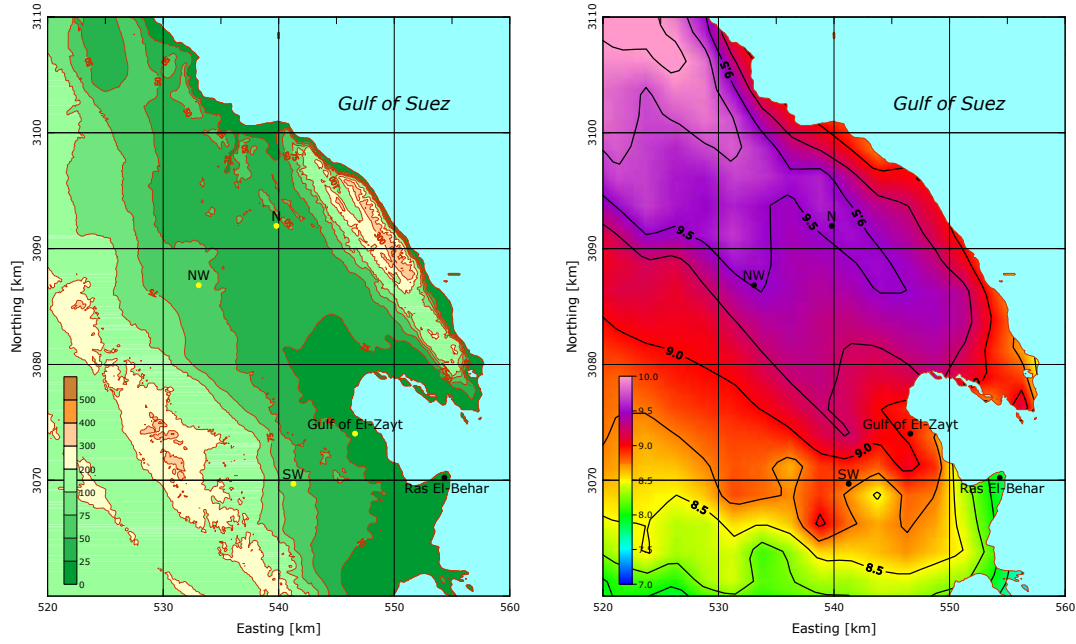 3110
3100
3090
3080
3070
Northing [km]
Gulf of Suez
N
NW
Gulf of El-Zayt
SW
Ras El-Behar
500
400
300
200
100
75
50
25
0
520 530 540 550 560
Easting [km]
3110
3100
3090
3080
3070
Northing [km]
Gulf of Suez
9.5
N
9.5
9.5
9.5
NW
9.0
Gulf of El-Zayt
9.0
SW
Ras El-Behar
8.5
8.5
10.0
9.5
9.0
8.5
8.0
7.5
7.0
520 530 540 550 560
Easting [km]